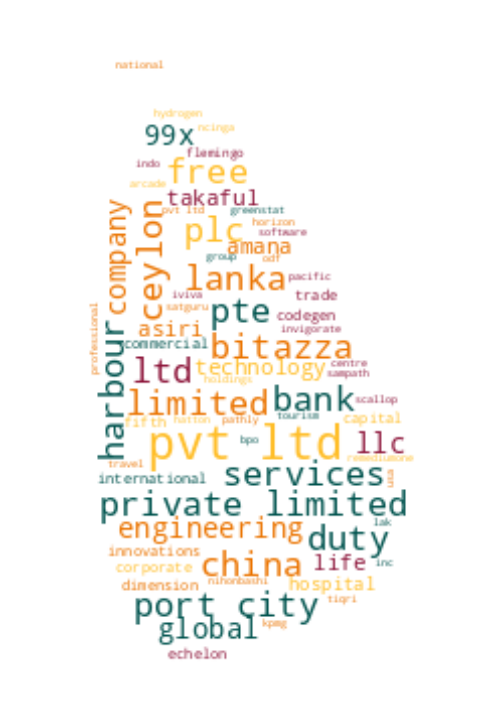 national
hydrogen
99x
ncinga
flemingo
indo
free
arcade
takaful
company
ceylon
pvt ltd
greenstat
plc
horizon
software
amana
group
odf
lanka
pacific
iviva
trade
satguru
pte
codegen
professional
asiri
invigorate
harbour
commercial
bitazza
ltd
technology
centre
sampath
holdings
limited
bank
scallop
fifth
hatton
pathly
tourism
capital
pvt ltd
bpo
llc
remediumone
travel
international
services
usa
private limited
engineering
lak
duty
innovations
china
life
inc
corporate
dimension
nihonbashi
hospital
port city
tiqri
global
kpmg
echelon